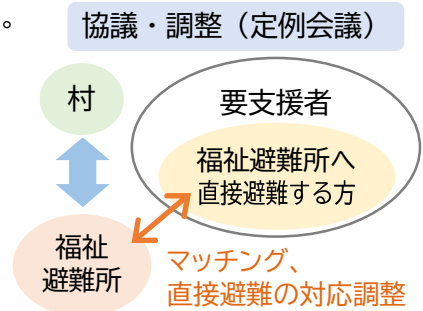 。
協議・調整（定例会議）
村
要支援者
福祉避難所へ
直接避難する方
福祉
避難所
マッチング、
直接避難の対応調整